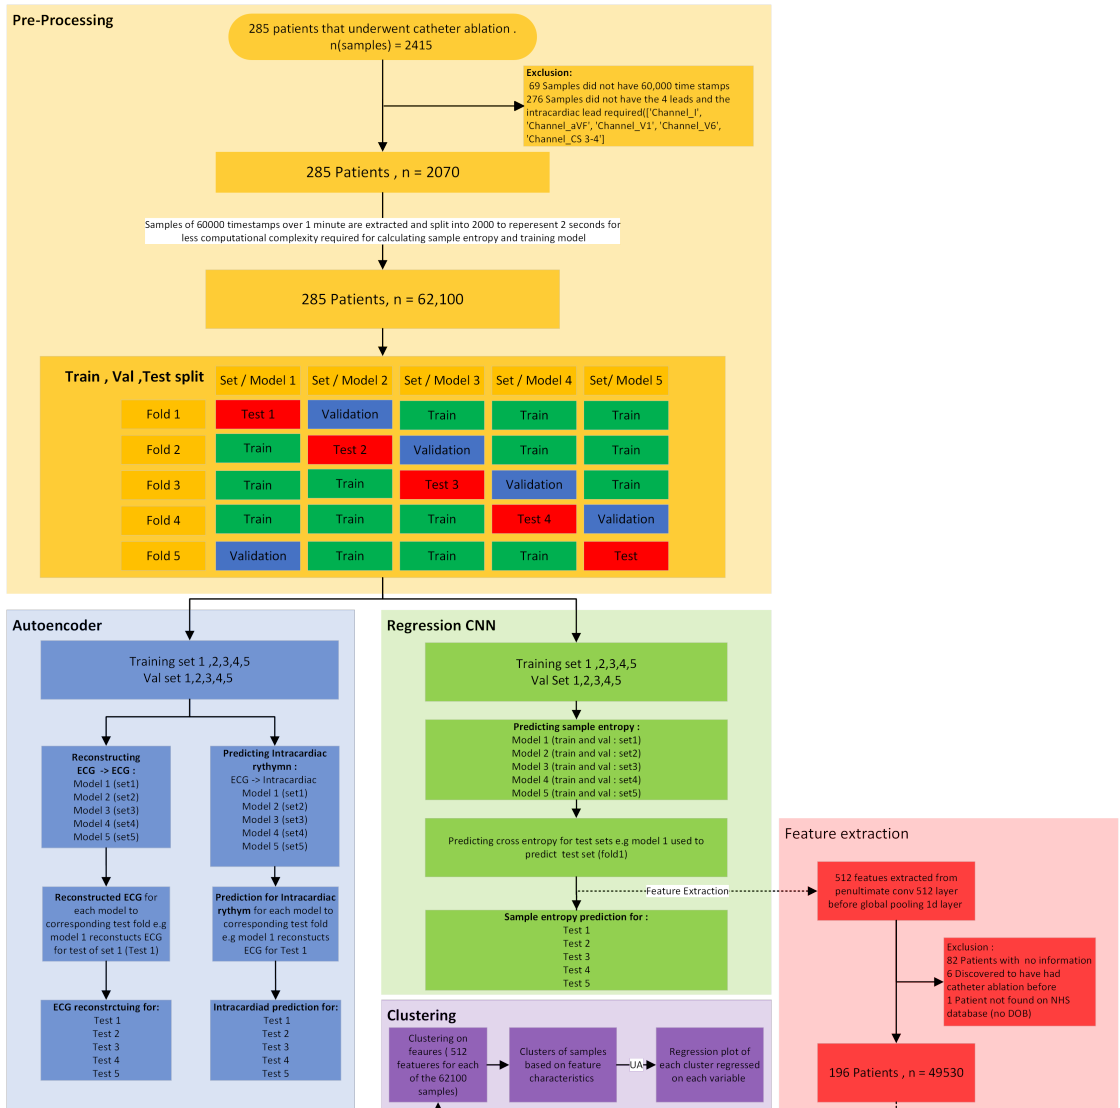 Pre-Processing
285 patients that underwent catheter ablation .
n(samples) = 2415
Exclusion:
69 Samples did not have 60,000 time stamps
276 Samples did not have the 4 leads and the
intracardiac lead required(['Channel_I',
'Channel_aVF', 'Channel_V1', 'Channel_V6',
'Channel_CS 3-4']
285 Patients , n = 2070
Samples of 60000 timestamps over 1 minute are extracted and split into 2000 to reperesent 2 seconds for
less computational complexity required for calculating sample entropy and training model
285 Patients, n = 62,100
Train , Val ,Test split
Set / Model 1
Set / Model 2
Set / Model 3
Set / Model 4
Set/ Model 5
Fold 1
Test 1
Validation
Train
Train
Train
Fold 2
Train
Test 2
Validation
Train
Train
Fold 3
Train
Train
Test 3
Validation
Train
Fold 4
Train
Train
Train
Test 4
Validation
Fold 5
Validation
Train
Train
Train
Test
Autoencoder
Training set 1 ,2,3,4,5
Val set 1,2,3,4,5
Reconstructing
ECG -> ECG :
Model 1 (set1)
Model 2 (set2)
Model 3 (set3)
Model 4 (set4)
Model 5 (set5)
Predicting Intracardiac
rythymn :
ECG -> Intracardiac
Model 1 (set1)
Model 2 (set2)
Model 3 (set3)
Model 4 (set4)
Model 5 (set5)
Reconstructed ECG for
each model to
corresponding test fold e.g
model 1 reconstucts ECG
for test of set 1 (Test 1)
Prediction for Intracardiac
rythym for each model to
corresponding test fold
e.g model 1 reconstucts
ECG for Test 1
ECG reconstrctuing for:
Test 1
Test 2
Test 3
Test 4
Test 5
Intracardiad prediction for:
Test 1
Test 2
Test 3
Test 4
Test 5
Regression CNN
Training set 1 ,2,3,4,5
Val Set 1,2,3,4,5
Predicting sample entropy :
Model 1 (train and val : set1)
Model 2 (train and val : set2)
Model 3 (train and val : set3)
Model 4 (train and val : set4)
Model 5 (train and val : set5)
Predicting cross entropy for test sets e.g model 1 used to
predict test set (fold1)
Feature Extraction
Sample entropy prediction for :
Test 1
Test 2
Test 3
Test 4
Test 5
Clustering
Clustering on
feaures ( 512
featueres for each
of the 62100
samples)
Clusters of samples
based on feature
characteristics
UA
Regression plot of
each cluster regressed
on each variable
Feature extraction
512 featues extracted from
penultimate conv 512 layer
before global pooling 1d layer
Exclusion :
82 Patients with no information
6 Discovered to have had
catheter ablation before
1 Patient not found on NHS
database (no DOB)
196 Patients , n = 49530